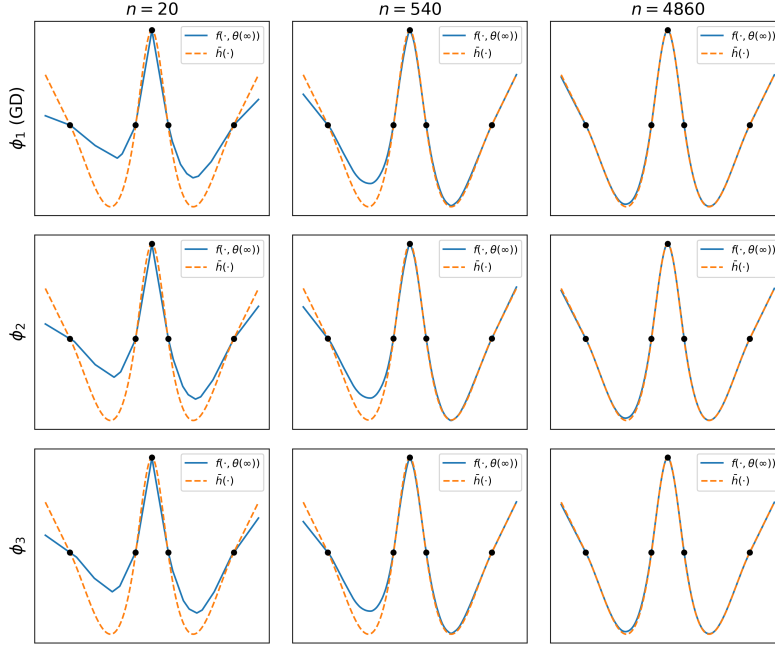 n = 20 n = 540 n = 4860
ϕ₁ (GD)
f(·, θ(∞))
h̄(·)
f(·, θ(∞))
h̄(·)
f(·, θ(∞))
h̄(·)
ϕ₂
f(·, θ(∞))
h̄(·)
f(·, θ(∞))
h̄(·)
f(·, θ(∞))
h̄(·)
ϕ₃
f(·, θ(∞))
h̄(·)
f(·, θ(∞))
h̄(·)
f(·, θ(∞))
h̄(·)